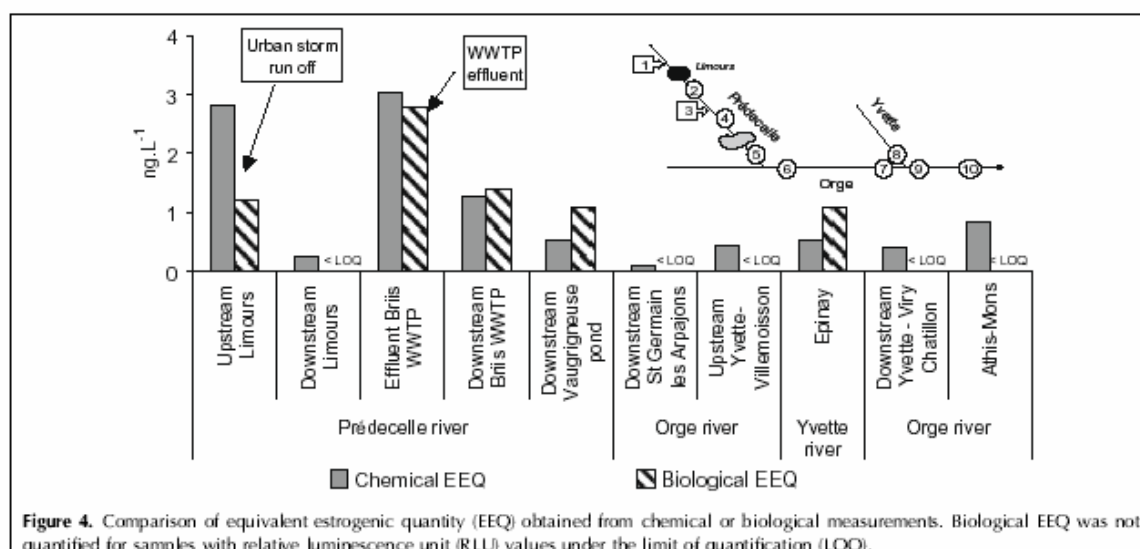 4
3
2
1
0
ng.L⁻¹
Urban storm
run off
WWTP
effluent
1
Limours
2
3
4
Prédecelle
5
6
Orge
Yvette
7
8
9
10
< LOQ
< LOQ
< LOQ
< LOQ
< LOQ
Upstream
Limours
Downstream
Limours
Effluent Briis
WWTP
Downstream
Briis WWTP
Downstream
Vaugrigneuse
pond
Downstream
St Germain
les Arpajons
Upstream
Yvette-
Villemoisson
Epinay
Downstream
Yvette - Viry
Chatillon
Athis-Mons
Prédecelle river
Orge river
Yvette
river
Orge river
Chemical EEQ
Biological EEQ
Figure 4. Comparison of equivalent estrogenic quantity (EEQ) obtained from chemical or biological measurements. Biological EEQ was not
quantified for samples with relative luminescence unit (RLU) values under the limit of quantification (LOQ).